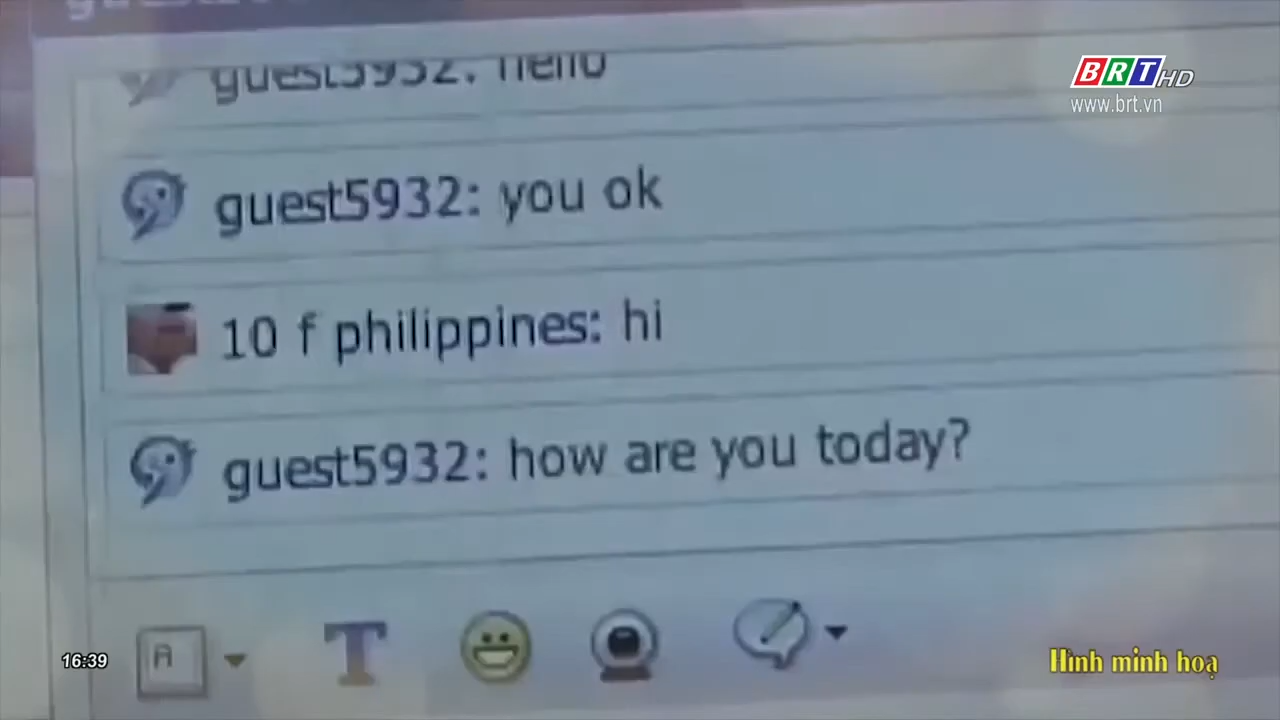 guest5932: hello
BRT HD
www.brt.vn
guest5932: you ok
10 f philippines: hi
guest5932: how are you today?
A
T
16:39
Hình minh hoạ